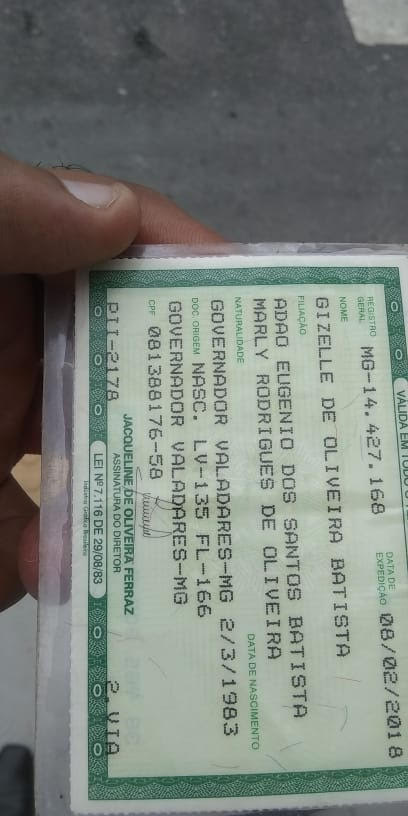 VÁLIDA EM TODO
REGISTRO GERAL MG-14.427.168 DATA DE EXPEDIÇÃO 08/02/2018
NOME GIZELLE DE OLIVEIRA BATISTA
FILIAÇÃO
ADAO EUGENIO DOS SANTOS BATISTA
MARLY RODRIGUES DE OLIVEIRA
NATURALIDADE DATA DE NASCIMENTO
GOVERNADOR VALADARES-MG 2/3/1983
DOC ORIGEM NASC. LV-135 FL-166
GOVERNADOR VALADARES-MG
CPF 081388176-58
JACQUELINE DE OLIVEIRA FERRAZ
ASSINATURA DO DIRETOR
PII-2178 2.VIA
LEI Nº 7.116 DE 29/08/83